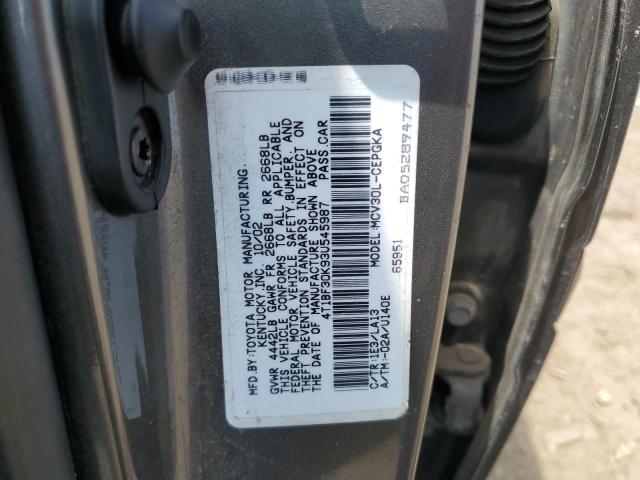 MFD.BY:TOYOTA MOTOR MANUFACTURING.
KENTUCKY,INC. 10/02
GVWR 4442LB GAWR FR 2668LB RR 2668LB
THIS VEHICLE CONFORMS TO ALL APPLICABLE
FEDERAL MOTOR VEHICLE SAFETY,BUMPER, AND
THEFT PREVENTION STANDARDS IN EFFECT ON
THE DATE OF MANUFACTURE SHOWN ABOVE
4T1BF30K93U545987 PASS.CAR
C/TR:1E3/LA13 MODEL:MCV30L-CEPGKA
A/TM:-02A/U140E 65951
BA05289477